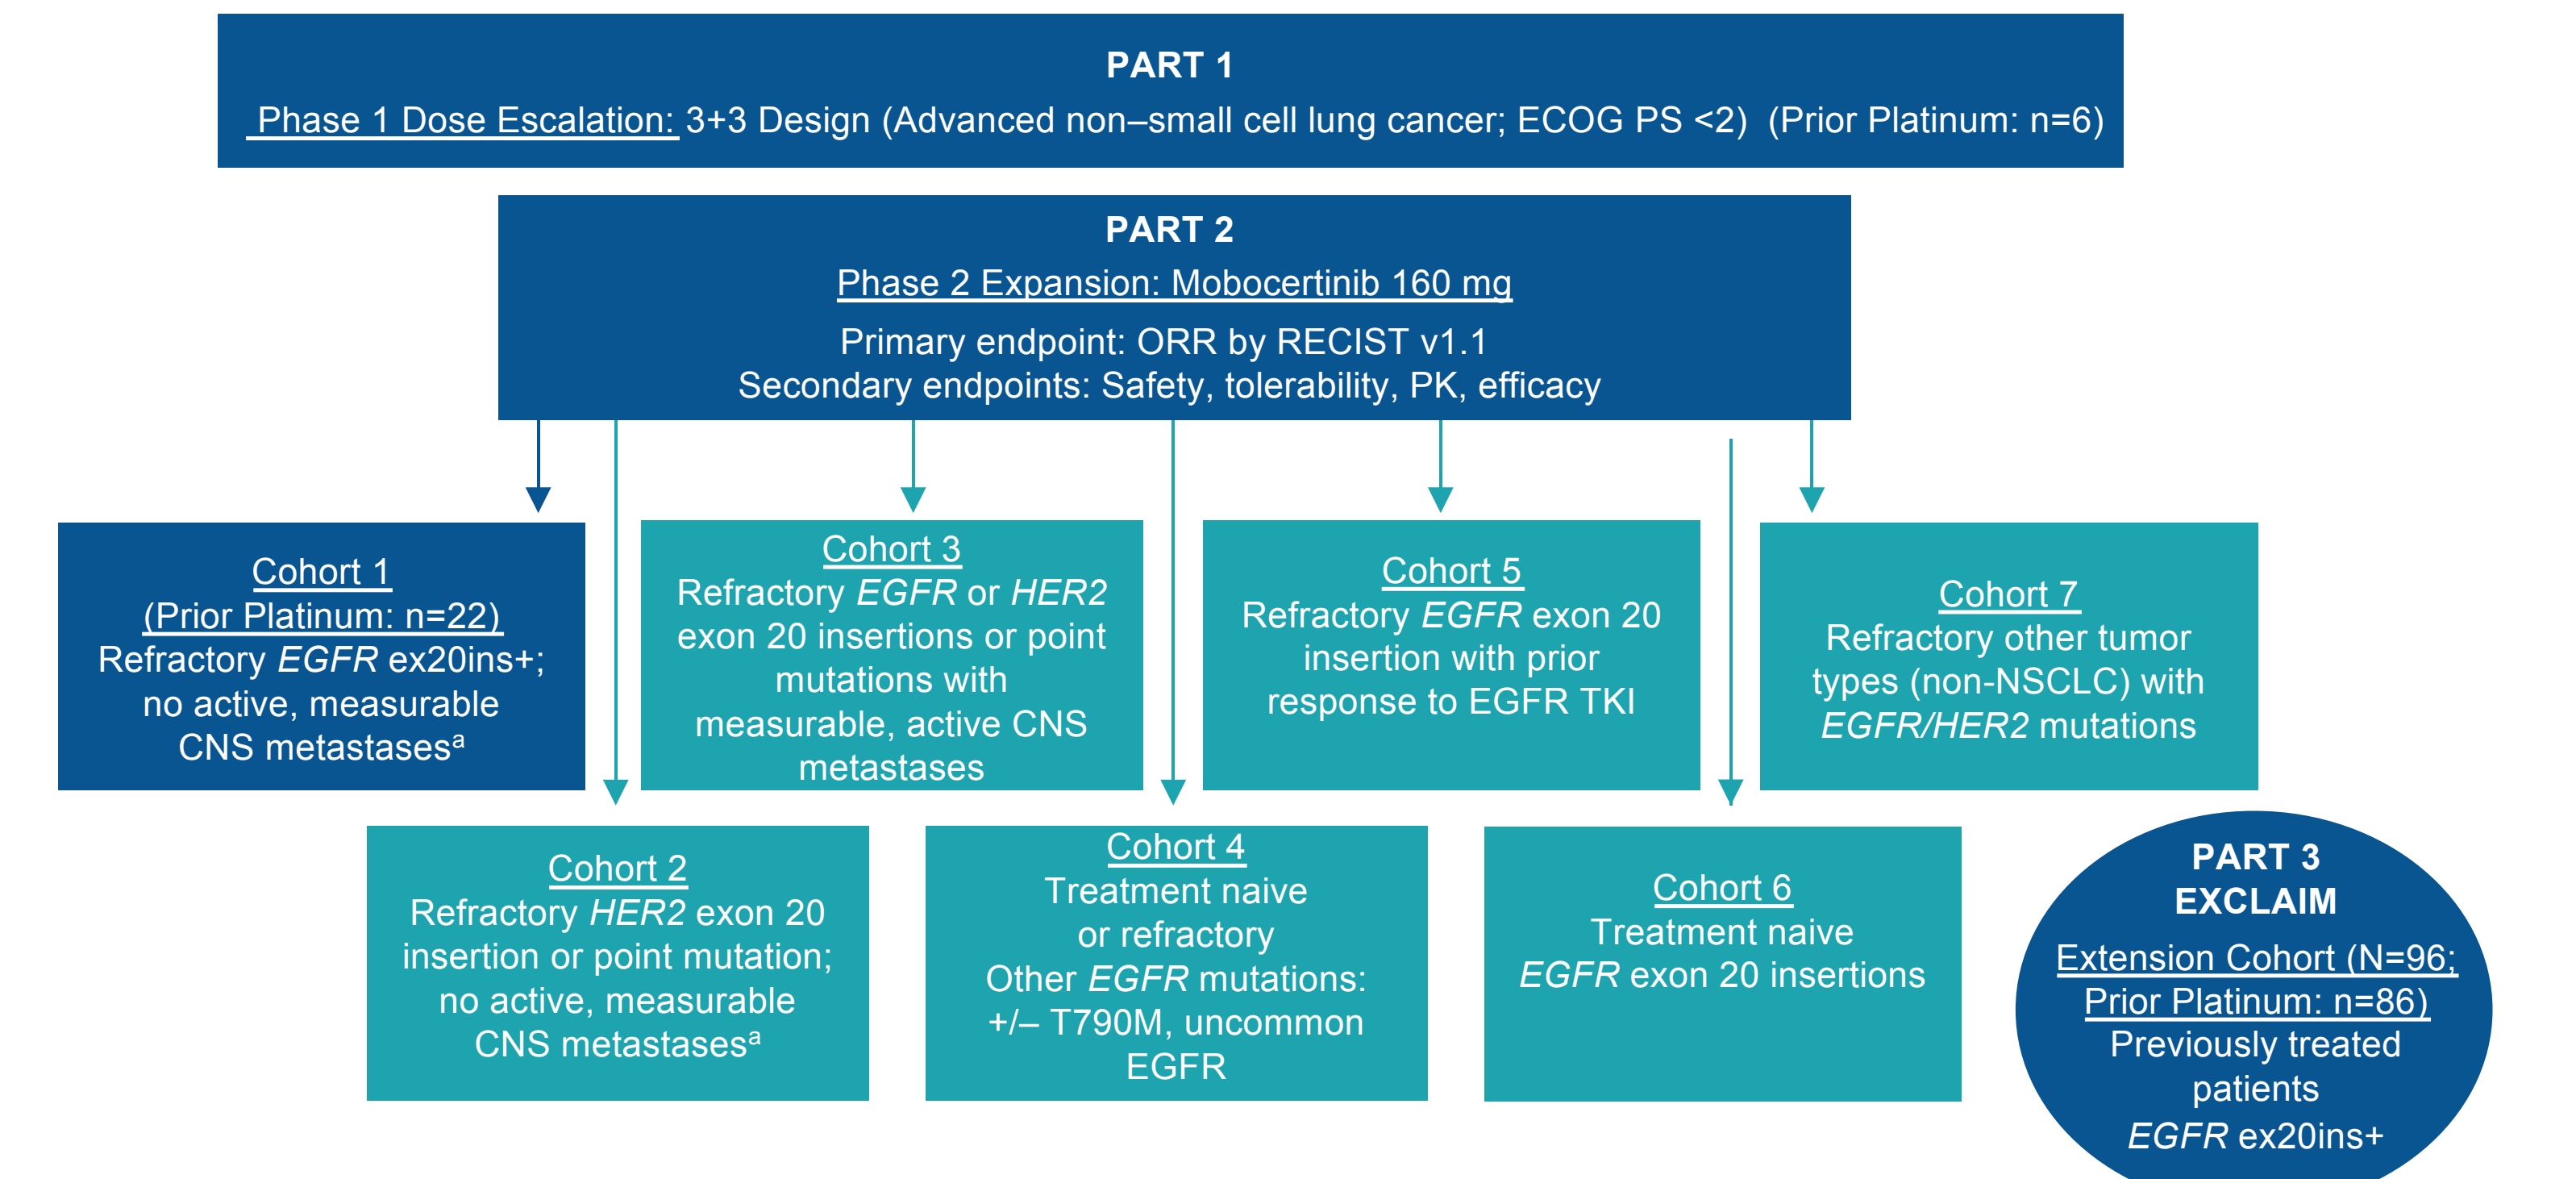 PART 1
Phase 1 Dose Escalation: 3+3 Design (Advanced non–small cell lung cancer; ECOG PS <2)  (Prior Platinum: n=6)
PART 2
Phase 2 Expansion: Mobocertinib 160 mg
Primary endpoint: ORR by RECIST v1.1
Secondary endpoints: Safety, tolerability, PK, efficacy
Cohort 1
(Prior Platinum: n=22)
Refractory EGFR ex20ins+;
no active, measurable
CNS metastasesᵃ
Cohort 3
Refractory EGFR or HER2
exon 20 insertions or point
mutations with
measurable, active CNS
metastases
Cohort 5
Refractory EGFR exon 20
insertion with prior
response to EGFR TKI
Cohort 7
Refractory other tumor
types (non-NSCLC) with
EGFR/HER2 mutations
Cohort 2
Refractory HER2 exon 20
insertion or point mutation;
no active, measurable
CNS metastasesᵃ
Cohort 4
Treatment naive
or refractory
Other EGFR mutations:
+/– T790M, uncommon
EGFR
Cohort 6
Treatment naive
EGFR exon 20 insertions
PART 3
EXCLAIM
Extension Cohort (N=96;
Prior Platinum: n=86)
Previously treated
patients
EGFR ex20ins+